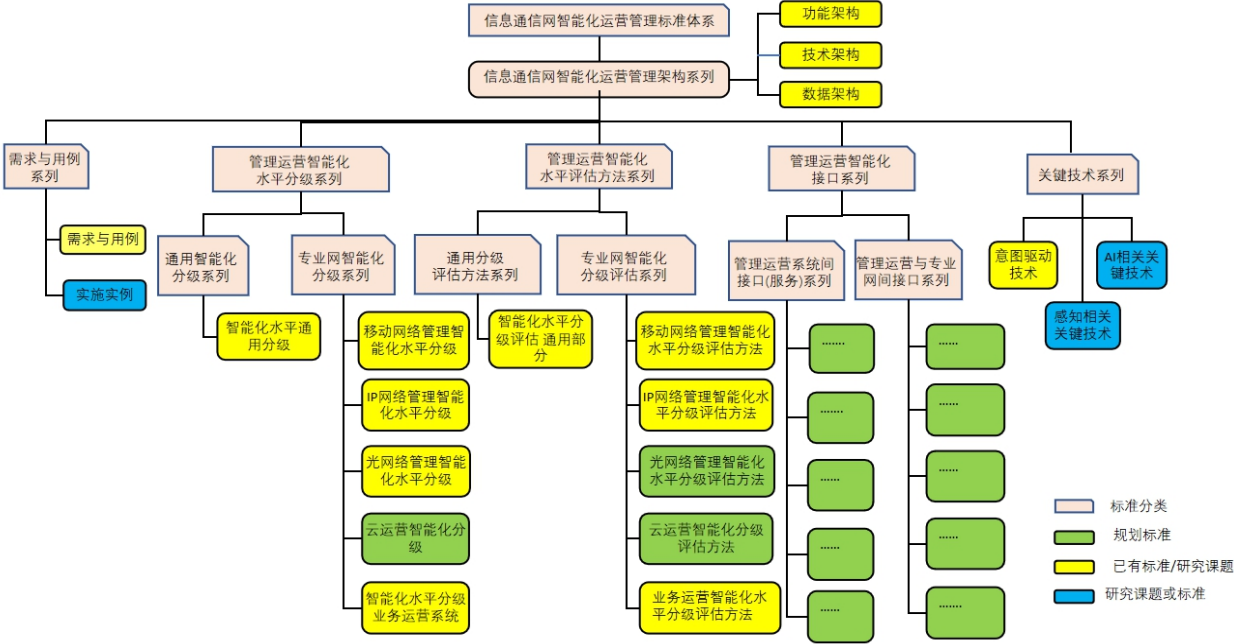 信息通信网智能化运营管理标准体系
信息通信网智能化运营管理架构系列
功能架构
技术架构
数据架构
需求与用例
系列
管理运营智能化
水平分级系列
管理运营智能化
水平评估方法系列
管理运营智能化
接口系列
关键技术系列
需求与用例
实施实例
通用智能化
分级系列
专业网智能化
分级系列
通用分级
评估方法系列
专业网智能化
分级评估系列
管理运营系统间
接口(服务)系列
管理运营与专业
网间接口系列
意图驱动
技术
AI相关关
键技术
感知相关
关键技术
智能化水平通
用分级
移动网络管理智
能化水平分级
IP网络管理智能
化水平分级
光网络管理智能
化水平分级
云运营智能化分
级
智能化水平分级
业务运营系统
智能化水平分
级评估 通用部
分
移动网络管理智能化
水平分级评估方法
IP网络管理智能化水
平分级评估方法
光网络管理智能化
水平分级评估方法
云运营智能化分级
评估方法
业务运营智能化水
平分级评估方法
.......
.......
......
......
......
......
......
......
......
.......
标准分类
规划标准
已有标准/研究课题
研究课题或标准